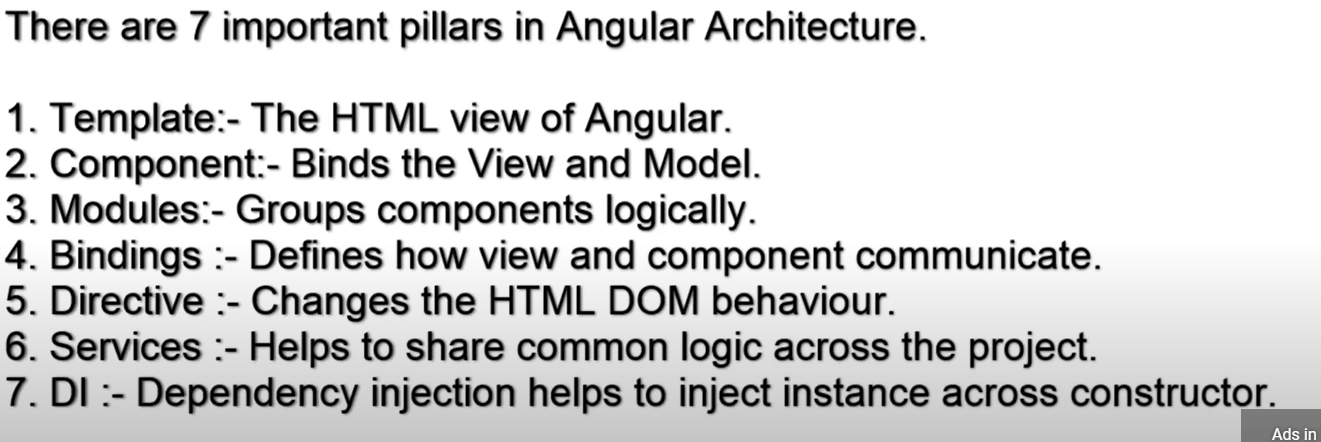 There are 7 important pillars in Angular Architecture.
1. Template:- The HTML view of Angular.
2. Component:- Binds the View and Model.
3. Modules:- Groups components logically.
4. Bindings :- Defines how view and component communicate.
5. Directive :- Changes the HTML DOM behaviour.
6. Services :- Helps to share common logic across the project.
7. DI :- Dependency injection helps to inject instance across constructor.
Ads in